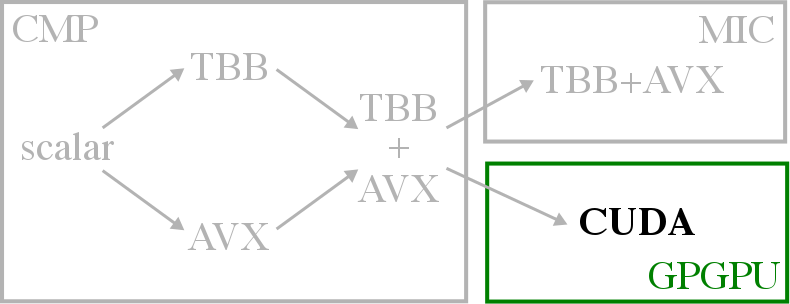 CMP
scalar
TBB
AVX
TBB
+
AVX
MIC
TBB+AVX
CUDA
GPGPU